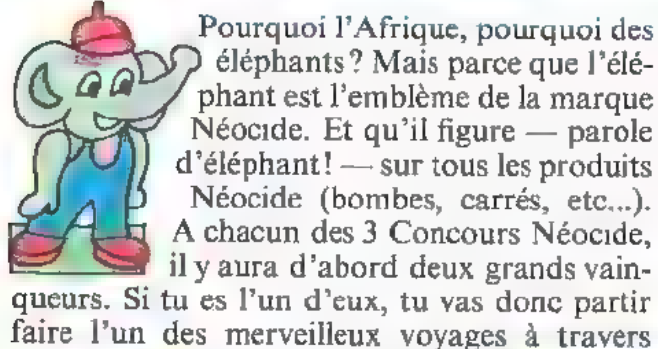 Pourquoi l'Afrique, pourquoi des
éléphants? Mais parce que l'élé-
phant est l'emblème de la marque
Néocide. Et qu'il figure — parole
d'éléphant! — sur tous les produits
Néocide (bombes, carrés, etc...).
A chacun des 3 Concours Néocide,
il y aura d'abord deux grands vain-
queurs. Si tu es l'un d'eux, tu vas donc partir
faire l'un des merveilleux voyages à travers